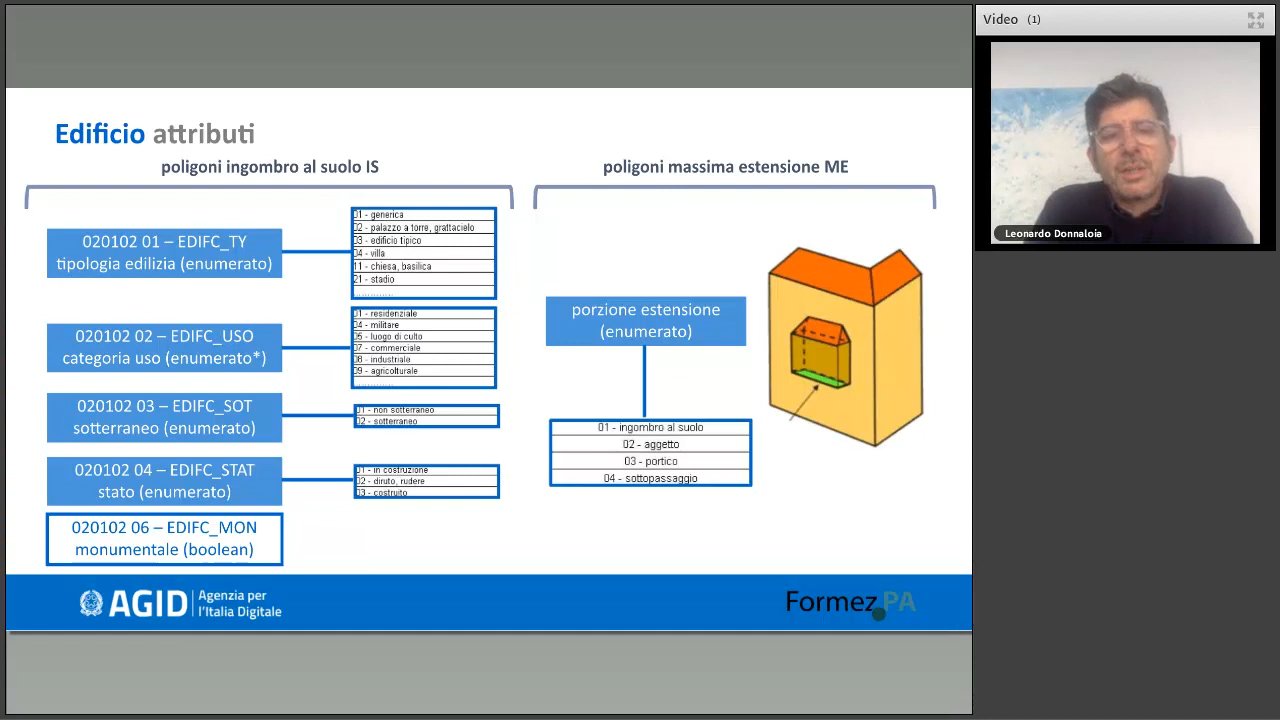 Edificio attributi
poligoni ingombro al suolo IS
020102 01 – EDIFC_TY
tipologia edilizia (enumerato)
01 - generica
02 - palazzo a torre, grattacielo
03 - edificio tipico
04 - villa
11 - chiesa, basilica
21 - stadio
..............
020102 02 – EDIFC_USO
categoria uso (enumerato*)
01 - residenziale
04 - militare
05 - luogo di culto
07 - commerciale
08 - industriale
09 - agricolturale
..............
020102 03 – EDIFC_SOT
sotterraneo (enumerato)
01 - non sotterraneo
02 - sotterraneo
020102 04 – EDIFC_STAT
stato (enumerato)
01 - in costruzione
02 - diruto, rudere
03 - costruito
020102 06 – EDIFC_MON
monumentale (boolean)
poligoni massima estensione ME
porzione estensione
(enumerato)
01 - ingombro al suolo
02 - aggetto
03 - portico
04 - sottopassaggio
AGID
Agenzia per
l'Italia Digitale
Formez PA
Video (1)
Leonardo Donnaloia